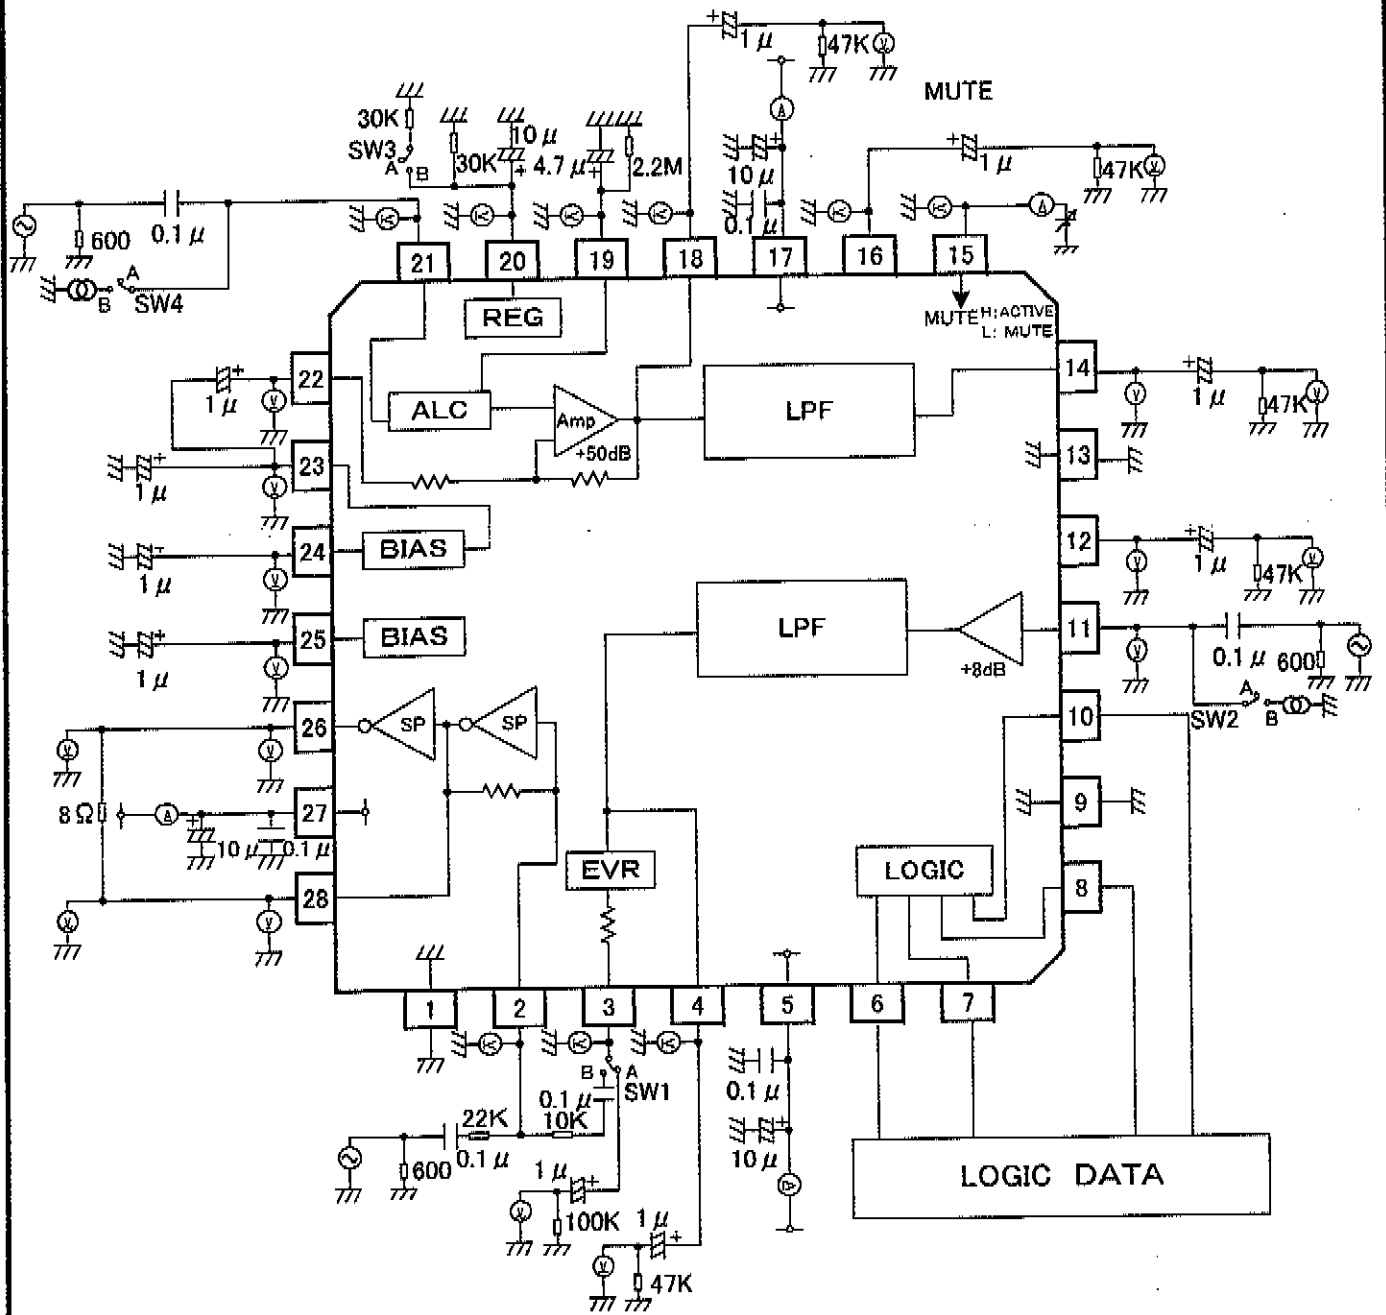 1 μ
47K
V
MUTE
30K
10 μ
A
SW3
A
B
30K
4.7 μ
2.2M
10 μ
1 μ
47K
V
0.1 μ
V
V
V
V
0.1 μ
V
V
A
600
A
B
SW4
21
20
19
18
17
16
15
REG
MUTE
H:ACTIVE
L: MUTE
22
14
1 μ
V
ALC
Amp
+50dB
LPF
V
1 μ
47K
V
23
13
1 μ
V
24
BIAS
12
1 μ
V
V
1 μ
47K
V
25
BIAS
LPF
+8dB
11
1 μ
V
V
0.1 μ
600
26
SP
SP
10
SW2
A
B
V
V
8Ω
A
27
9
10 μ
0.1 μ
EVR
LOGIC
28
8
V
V
1
2
3
4
5
6
7
V
V
V
B
A
SW1
0.1 μ
0.1 μ
22K
10K
600
0.1 μ
10 μ
LOGIC DATA
1 μ
A
V
100K
1 μ
V
47K